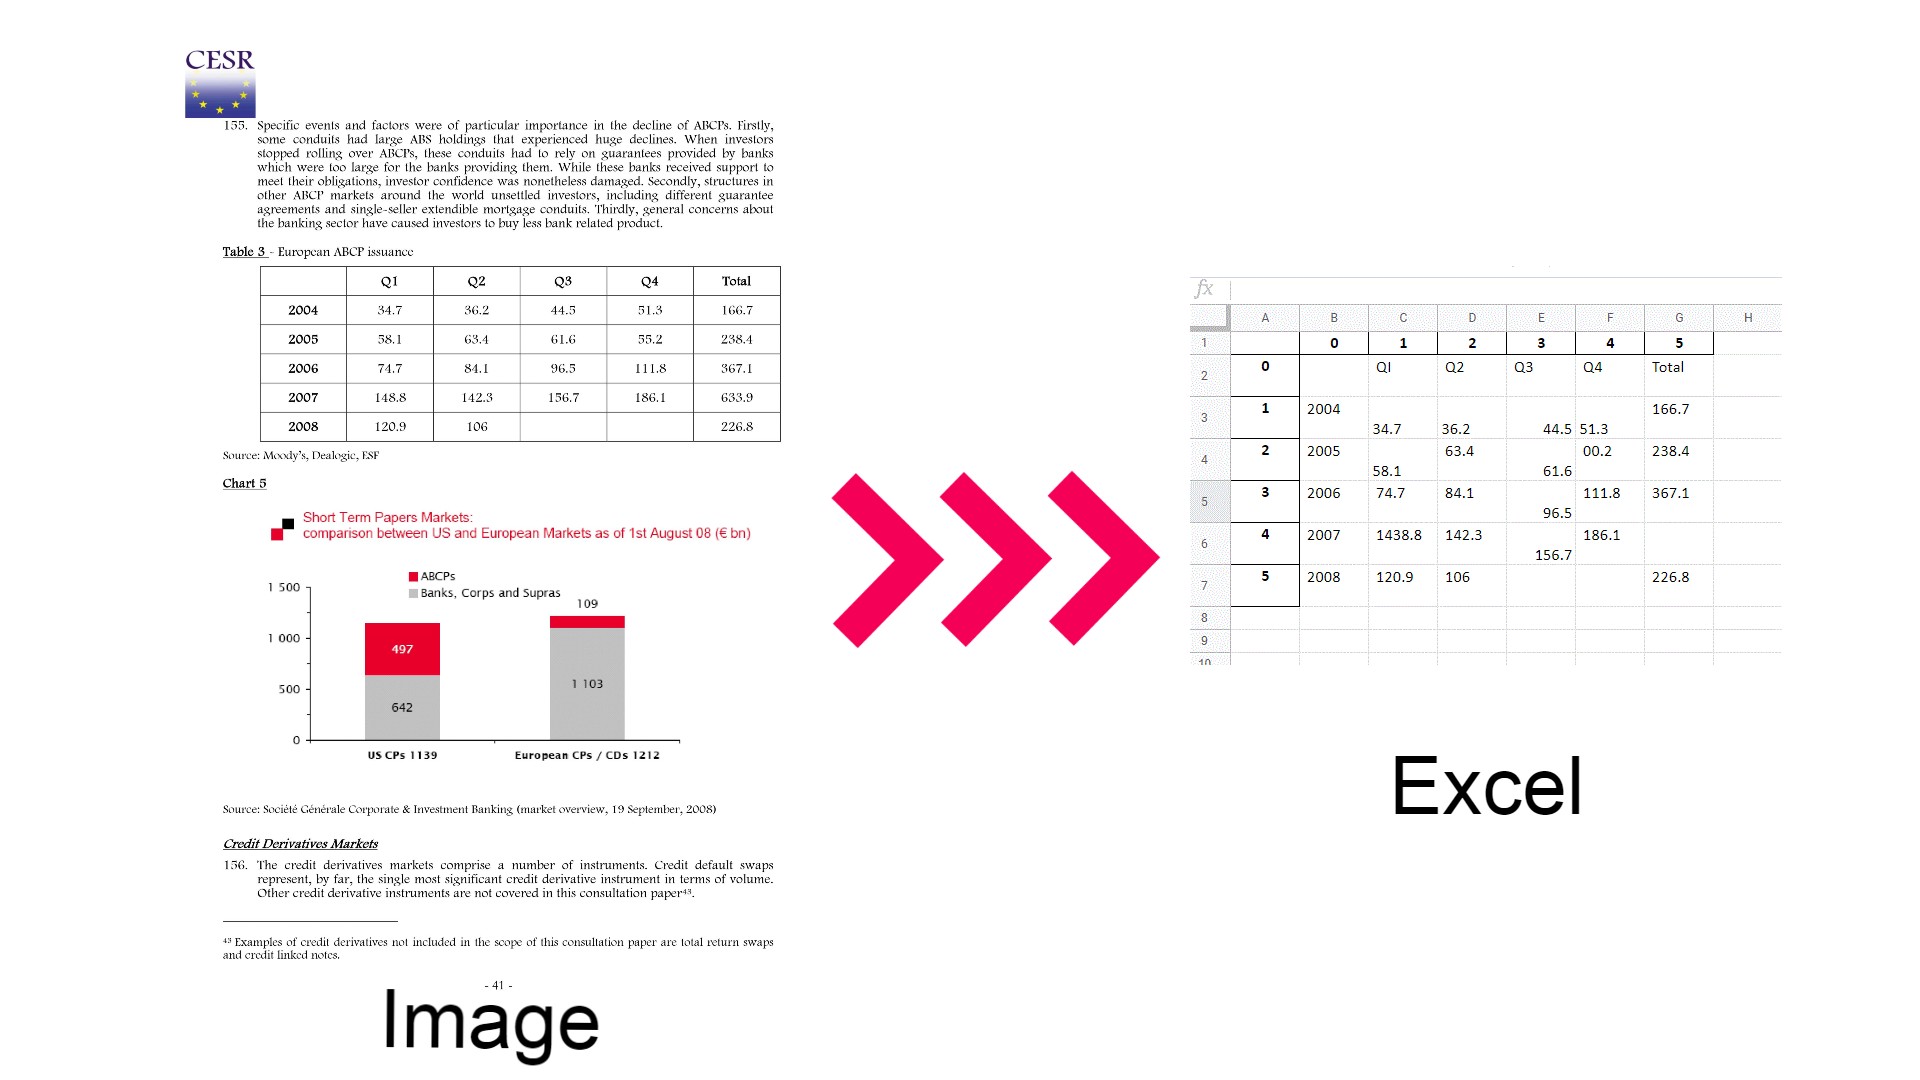 CESR
155. Specific events and factors were of particular importance in the decline of ABCPs. Firstly,
some conduits had large ABS holdings that experienced huge declines. When investors
stopped rolling over ABCPs, these conduits had to rely on guarantees provided by banks
which were too large for the banks providing them. While these banks received support to
meet their obligations, investor confidence was nonetheless damaged. Secondly, structures in
other ABCP markets around the world unsettled investors, including different guarantee
agreements and single-seller extendible mortgage conduits. Thirdly, general concerns about
the banking sector have caused investors to buy less bank related product.
Table 3 - European ABCP issuance
Q1 Q2 Q3 Q4 Total
2004 34.7 36.2 44.5 51.3 166.7
2005 58.1 63.4 61.6 55.2 238.4
2006 74.7 84.1 96.5 111.8 367.1
2007 148.8 142.3 156.7 186.1 633.9
2008 120.9 106 226.8
Source: Moody's, Dealogic, ESF
Chart 5
Short Term Papers Markets:
comparison between US and European Markets as of 1st August 08 (€ bn)
ABCPs
Banks, Corps and Supras
1 500
1 000
500
0
497
642
109
1 103
US CPs 1139
European CPs / CDs 1212
Source: Société Générale Corporate & Investment Banking (market overview, 19 September, 2008)
Credit Derivatives Markets
156. The credit derivatives markets comprise a number of instruments. Credit default swaps
represent, by far, the single most significant credit derivative instrument in terms of volume.
Other credit derivative instruments are not covered in this consultation paper⁴³.
⁴³ Examples of credit derivatives not included in the scope of this consultation paper are total return swaps
and credit linked notes.
- 41 -
Image
fx
A B C D E F G H
1 0 1 2 3 4 5
2 0 QI Q2 Q3 Q4 Total
3 1 2004 34.7 36.2 44.5 51.3 166.7
4 2 2005 58.1 63.4 61.6 00.2 238.4
5 3 2006 74.7 84.1 96.5 111.8 367.1
6 4 2007 1438.8 142.3 156.7 186.1
7 5 2008 120.9 106 226.8
8
9
10
Excel